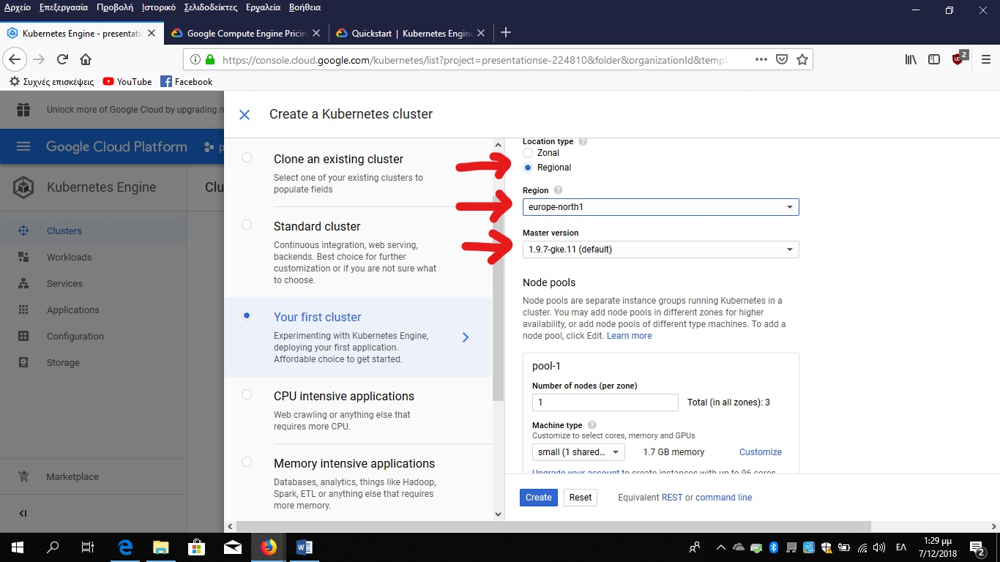 Αρχείο Επεξεργασία Προβολή Ιστορικό Σελιδοδείκτες Εργαλεία Βοήθεια
Kubernetes Engine - presentatio
Google Compute Engine Pricin
Quickstart | Kubernetes Engine
https://console.cloud.google.com/kubernetes/list?project=presentationse-224810&folder&organizationId&templ
2
Συχνές επισκέψεις YouTube Facebook
Unlock more of Google Cloud by upgrading n
Google Cloud Platform p
Kubernetes Engine Clu
Clusters
Workloads
Services
Applications
Configuration
Storage
Marketplace
Create a Kubernetes cluster
Clone an existing cluster
Select one of your existing clusters to
populate fields
Standard cluster
Continuous integration, web serving,
backends. Best choice for further
customization or if you are not sure what
to choose.
Your first cluster
Experimenting with Kubernetes Engine,
deploying your first application.
Affordable choice to get started.
CPU intensive applications
Web crawling or anything else that
requires more CPU.
Memory intensive applications
Databases, analytics, things like Hadoop,
Spark, ETL or anything else that requires
more memory.
Location type ?
Zonal
Regional
Region ?
europe-north1
Master version
1.9.7-gke.11 (default)
Node pools
Node pools are separate instance groups running Kubernetes in a
cluster. You may add node pools in different zones for higher
availability, or add node pools of different type machines. To add a
node pool, click Edit. Learn more
pool-1
Number of nodes (per zone)
1 Total (in all zones): 3
Machine type ?
Customize to select cores, memory and GPUs
small (1 shared... 1.7 GB memory Customize
Upgrade your account to create instances with up to 96 cores
Create Reset Equivalent REST or command line
ΕΛ
1:29 μμ
7/12/2018
2